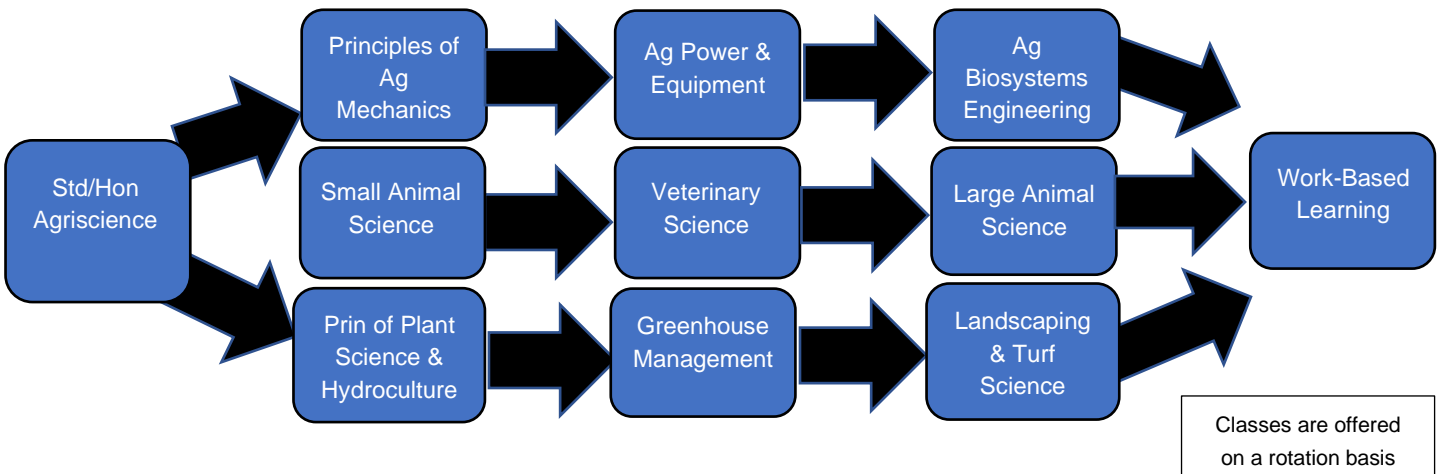 Principles of
Ag
Mechanics
Ag Power &
Equipment
Ag
Biosystems
Engineering
Std/Hon
Agriscience
Small Animal
Science
Veterinary
Science
Large Animal
Science
Work-Based
Learning
Prin of Plant
Science &
Hydroculture
Greenhouse
Management
Landscaping
& Turf
Science
Classes are offered
on a rotation basis